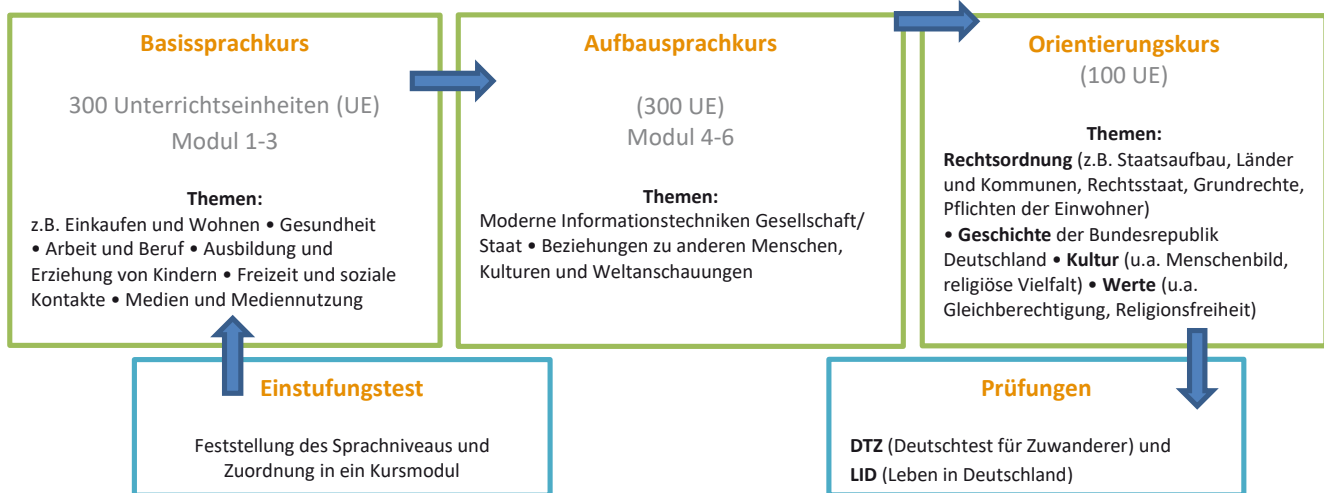 Basissprachkurs
300 Unterrichtseinheiten (UE)
Modul 1-3
Themen:
z.B. Einkaufen und Wohnen • Gesundheit
• Arbeit und Beruf • Ausbildung und
Erziehung von Kindern • Freizeit und soziale
Kontakte • Medien und Mediennutzung
Aufbausprachkurs
(300 UE)
Modul 4-6
Themen:
Moderne Informationstechniken Gesellschaft/
Staat • Beziehungen zu anderen Menschen,
Kulturen und Weltanschauungen
Orientierungskurs
(100 UE)
Themen:
Rechtsordnung (z.B. Staatsaufbau, Länder
und Kommunen, Rechtsstaat, Grundrechte,
Pflichten der Einwohner)
• Geschichte der Bundesrepublik
Deutschland • Kultur (u.a. Menschenbild,
religiöse Vielfalt) • Werte (u.a.
Gleichberechtigung, Religionsfreiheit)
Einstufungstest
Feststellung des Sprachniveaus und
Zuordnung in ein Kursmodul
Prüfungen
DTZ (Deutschtest für Zuwanderer) und
LID (Leben in Deutschland)